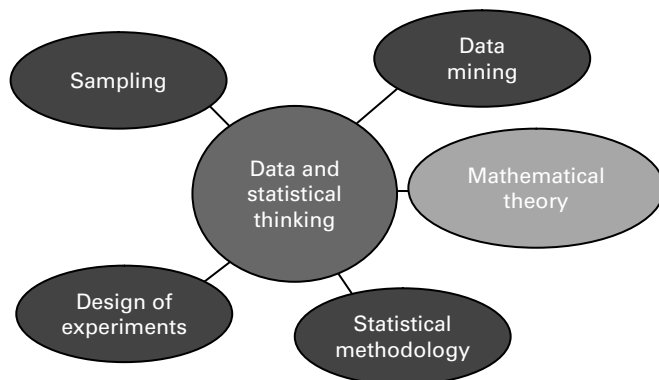 Data
mining
Sampling
Data and
statistical
thinking
Mathematical
theory
Design of
experiments
Statistical
methodology